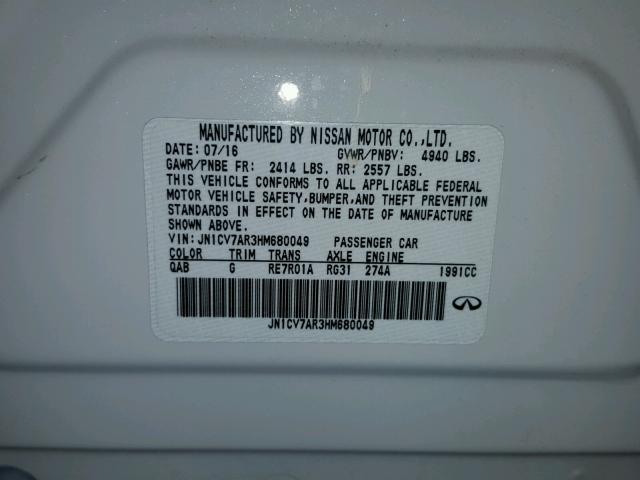 MANUFACTURED BY NISSAN MOTOR CO.,LTD.
DATE: 07/16 GVWR/PNBV: 4940 LBS.
GAWR/PNBE FR: 2414 LBS. RR: 2557 LBS.
THIS VEHICLE CONFORMS TO ALL APPLICABLE FEDERAL
MOTOR VEHICLE SAFETY,BUMPER,AND THEFT PREVENTION
STANDARDS IN EFFECT ON THE DATE OF MANUFACTURE
SHOWN ABOVE.
VIN:JN1CV7AR3HM680049 PASSENGER CAR
COLOR TRIM TRANS AXLE ENGINE
QAB G RE7R01A RG31 274A 1991CC
JN1CV7AR3HM680049